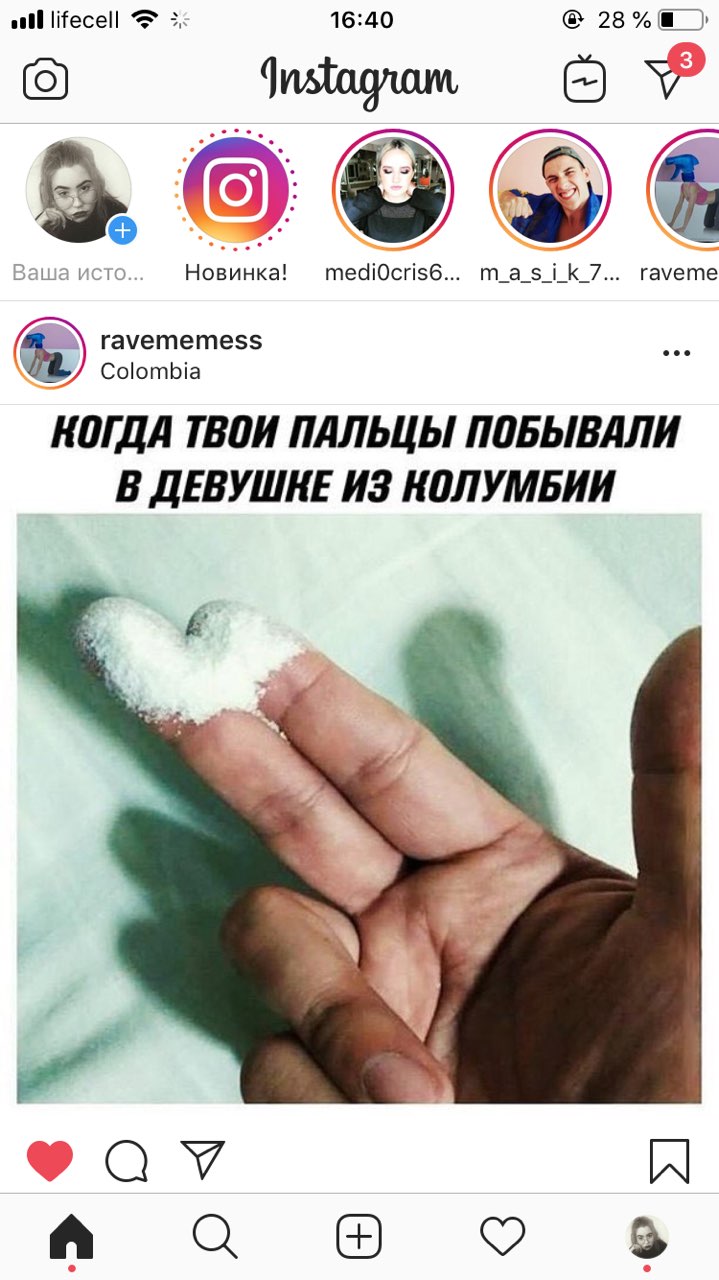 lifecell
16:40
28 %
Instagram
3
Ваша исто...
Новинка!
medi0cris6...
m_a_s_i_k_7...
raveme
ravememess
Colombia
КОГДА ТВОИ ПАЛЬЦЫ ПОБЫВАЛИ
В ДЕВУШКЕ ИЗ КОЛУМБИИ